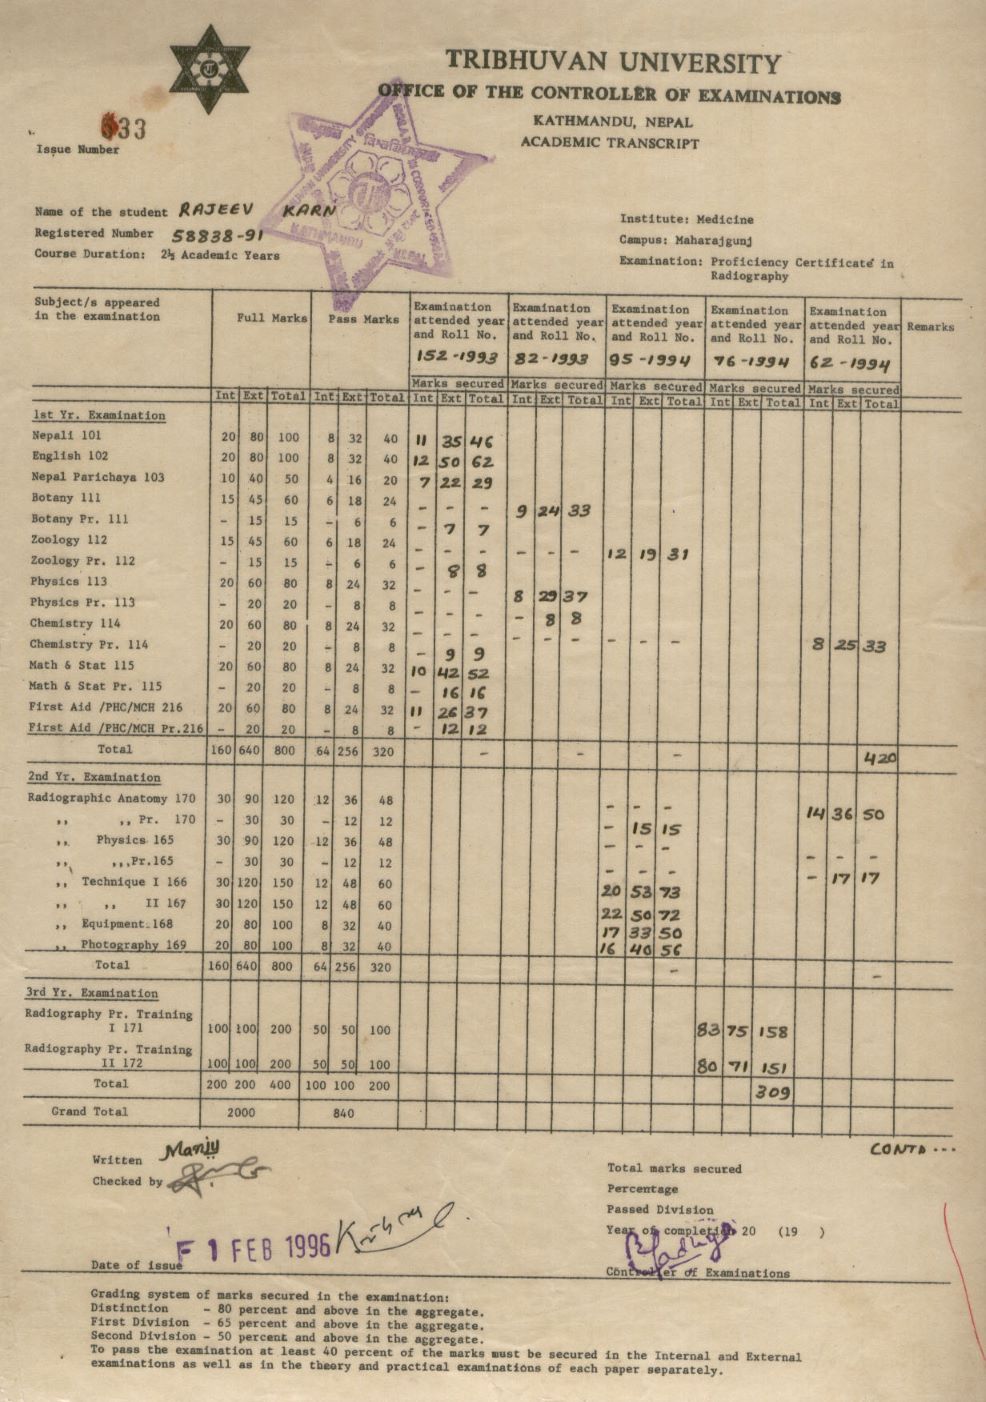 TRIBHUVAN UNIVERSITY
OFFICE OF THE CONTROLLER OF EXAMINATIONS
KATHMANDU, NEPAL
ACADEMIC TRANSCRIPT
33
Issue Number
Name of the student RAJEEV KARN
Registered Number 58838-91
Course Duration: 2½ Academic Years
Institute: Medicine
Campus: Maharajgunj
Examination: Proficiency Certificate in
Radiography
KATHMANDU NEPAL
Subject/s appeared in the examination Full Marks Pass Marks Examination attended year and Roll No. Examination attended year and Roll No. Examination attended year and Roll No. Examination attended year and Roll No. Examination attended year and Roll No. Remarks
152-1993 82-1993 95-1994 76-1994 62-1994
Marks secured Marks secured Marks secured Marks secured Marks secured
Int Ext Total Int Ext Total Int Ext Total Int Ext Total Int Ext Total Int Ext Total Int Ext Total
1st Yr. Examination
Nepali 101 20 80 100 8 32 40 11 35 46
English 102 20 80 100 8 32 40 12 50 62
Nepal Parichaya 103 10 40 50 4 16 20 7 22 29
Botany 111 15 45 60 6 18 24 - - - 9 24 33
Botany Pr. 111 - 15 15 - 6 6 - 7 7
Zoology 112 15 45 60 6 18 24 - - - - - - 12 19 31
Zoology Pr. 112 - 15 15 - 6 6 - 8 8
Physics 113 20 60 80 8 24 32 - - - 8 29 37
Physics Pr. 113 - 20 20 - 8 8 - - - - 8 8
Chemistry 114 20 60 80 8 24 32 - - - - - - - - - 8 25 33
Chemistry Pr. 114 - 20 20 - 8 8 - 9 9
Math & Stat 115 20 60 80 8 24 32 10 42 52
Math & Stat Pr. 115 - 20 20 - 8 8 - 16 16
First Aid /PHC/MCH 216 20 60 80 8 24 32 11 26 37
First Aid /PHC/MCH Pr.216 - 20 20 - 8 8 - 12 12
Total 160 640 800 64 256 320 - - - 420
2nd Yr. Examination
Radiographic Anatomy 170 30 90 120 12 36 48 - - - 14 36 50
,, ,, Pr. 170 - 30 30 - 12 12 - 15 15
,, Physics 165 30 90 120 12 36 48 - - - - - -
,, ,,Pr.165 - 30 30 - 12 12 - - - - 17 17
,, Technique I 166 30 120 150 12 48 60 20 53 73
,, ,, II 167 30 120 150 12 48 60 22 50 72
,, Equipment 168 20 80 100 8 32 40 17 33 50
,, Photography 169 20 80 100 8 32 40 16 40 56
Total 160 640 800 64 256 320 - -
3rd Yr. Examination
Radiography Pr. Training
I 171 100 100 200 50 50 100 83 75 158
Radiography Pr. Training
II 172 100 100 200 50 50 100 80 71 151
Total 200 200 400 100 100 200 309
Grand Total 2000 840
CONTD ...
Written Manju
Checked by
Total marks secured
Percentage
Passed Division
Year of completion 20 (19 )
Date of issue 1 FEB 1996
Controller of Examinations
Grading system of marks secured in the examination:
Distinction - 80 percent and above in the aggregate.
First Division - 65 percent and above in the aggregate.
Second Division - 50 percent and above in the aggregate.
To pass the examination at least 40 percent of the marks must be secured in the Internal and External
examinations as well as in the theory and practical examinations of each paper separately.